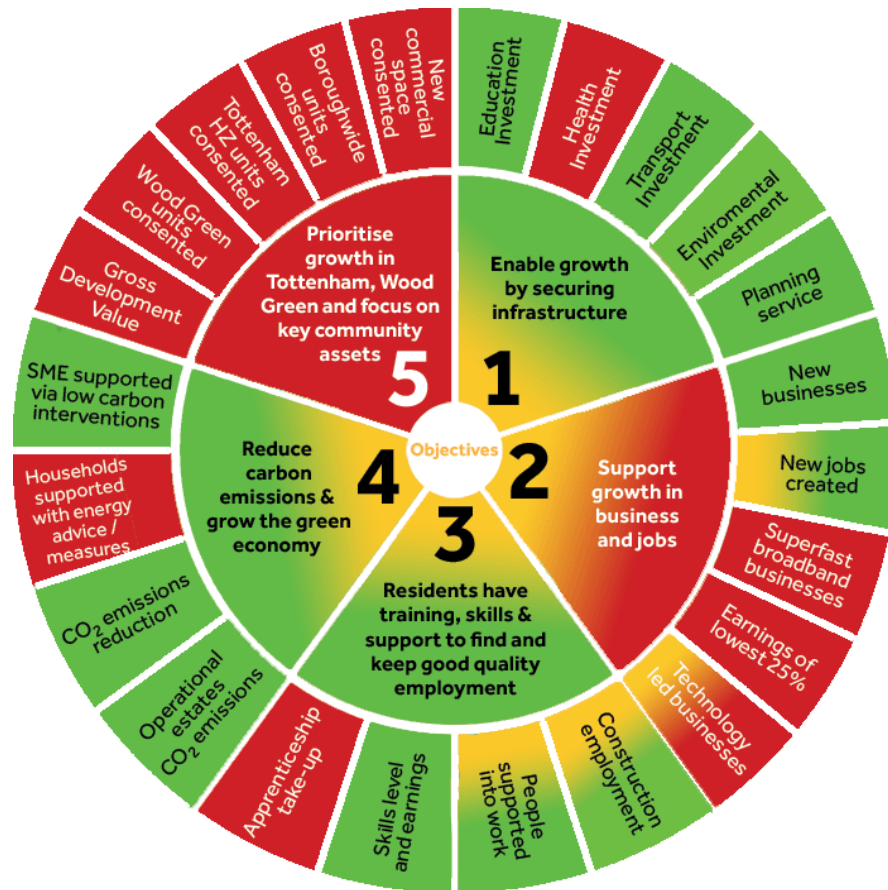 Objectives
1
Enable growth
by securing
infrastructure
Education
Investment
Health
Investment
Transport
Investment
Enviromental
Investment
Planning
service
2
Support
growth in
business
and jobs
New
businesses
New jobs
created
Superfast
broadband
businesses
Earnings of
lowest 25%
Technology
led businesses
3
Residents have
training, skills &
support to find and
keep good quality
employment
Construction
employment
People
supported
into work
Skills level
and earnings
Apprenticeship
take-up
4
Reduce
carbon
emissions &
grow the green
economy
Operational
estates
CO₂ emissions
CO₂ emissions
reduction
Households
supported
with energy
advice /
measures
SME supported
via low carbon
interventions
5
Prioritise
growth in
Tottenham, Wood
Green and focus on
key community
assets
Gross
Development
Value
Wood Green
units
consented
Tottenham
HZ units
consented
Boroughwide
units
consented
New
commercial
space
consented